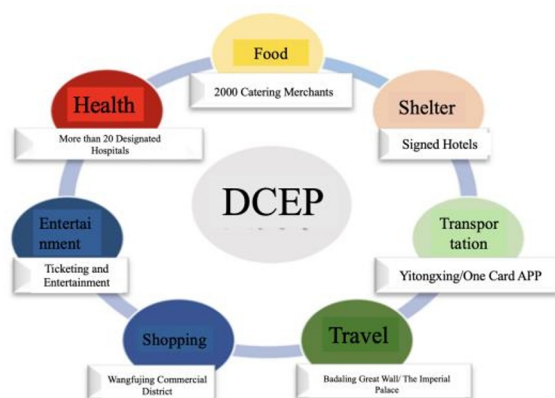 Food
2000 Catering Merchants
Health
More than 20 Designated
Hospitals
Shelter
Signed Hotels
DCEP
Entertai
nment
Ticketing and
Entertainment
Transpor
tation
Yitongxing/One Card APP
Shopping
Wangfujing Commercial
District
Travel
Badaling Great Wall/ The Imperial
Palace